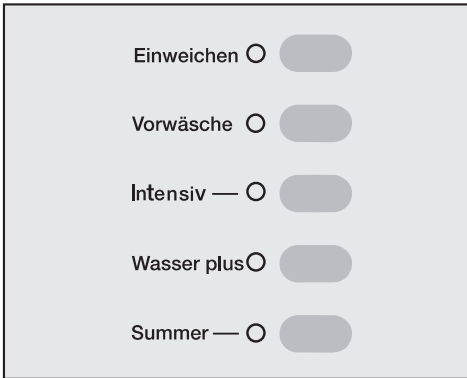 Einweichen
Vorwäsche
Intensiv
Wasser plus
Summer